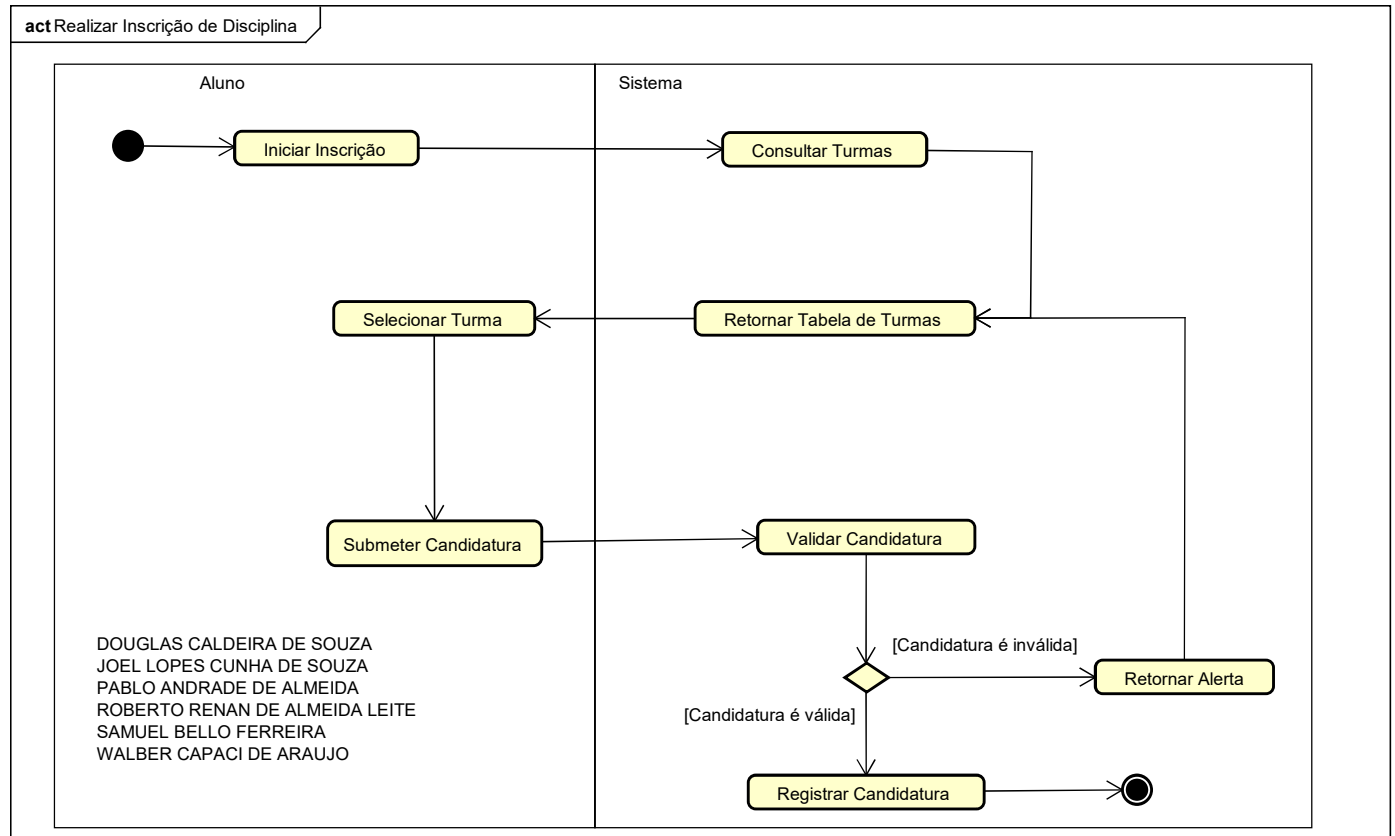 act Realizar Inscrição de Disciplina
Aluno
Sistema
Iniciar Inscrição
Consultar Turmas
Selecionar Turma
Retornar Tabela de Turmas
Submeter Candidatura
Validar Candidatura
DOUGLAS CALDEIRA DE SOUZA
JOEL LOPES CUNHA DE SOUZA
PABLO ANDRADE DE ALMEIDA
ROBERTO RENAN DE ALMEIDA LEITE
SAMUEL BELLO FERREIRA
WALBER CAPACI DE ARAUJO
[Candidatura é inválida]
Retornar Alerta
[Candidatura é válida]
Registrar Candidatura